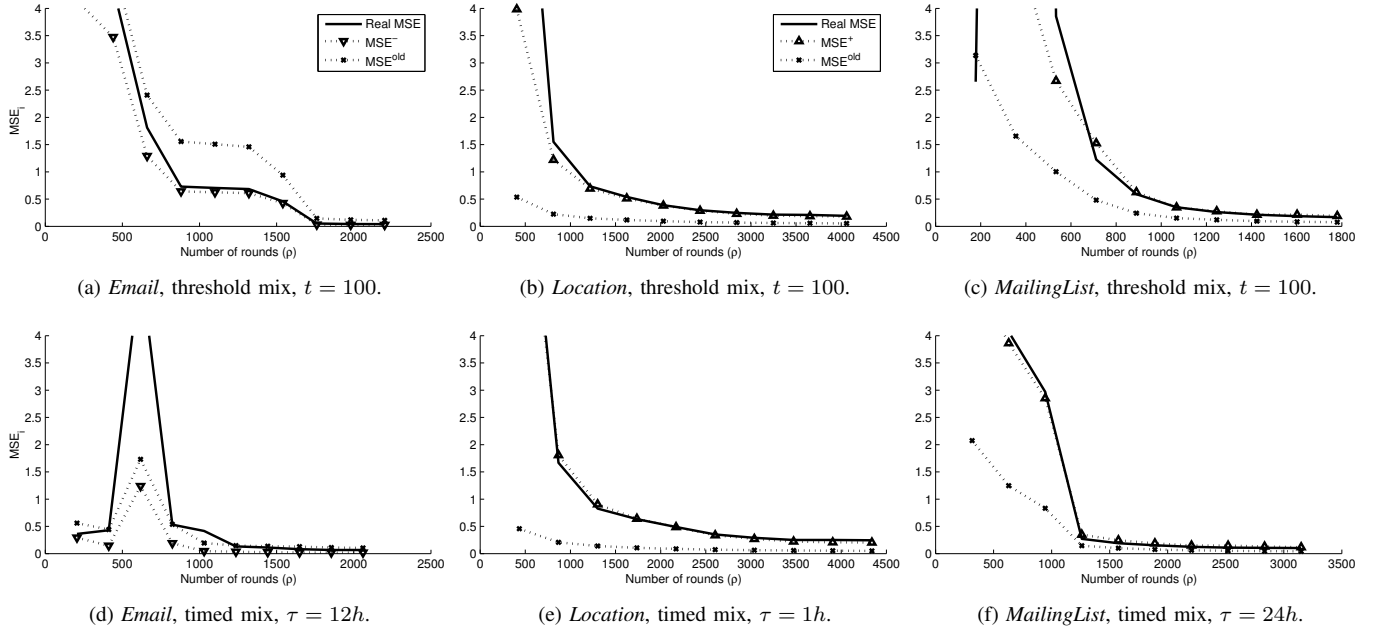 4
3.5
3
2.5
2
1.5
1
0.5
0
MSEᵢ
0 500 1000 1500 2000 2500
Number of rounds (ρ)
Real MSE
MSE⁻
MSEᵒˡᵈ
(a) Email, threshold mix, t = 100.
4
3.5
3
2.5
2
1.5
1
0.5
0
0 500 1000 1500 2000 2500 3000 3500 4000 4500
Number of rounds (ρ)
Real MSE
MSE⁺
MSEᵒˡᵈ
(b) Location, threshold mix, t = 100.
4
3.5
3
2.5
2
1.5
1
0.5
0
0 200 400 600 800 1000 1200 1400 1600 1800
Number of rounds (ρ)
(c) MailingList, threshold mix, t = 100.
4
3.5
3
2.5
2
1.5
1
0.5
0
MSEᵢ
0 500 1000 1500 2000 2500
Number of rounds (ρ)
(d) Email, timed mix, τ = 12h.
4
3.5
3
2.5
2
1.5
1
0.5
0
0 500 1000 1500 2000 2500 3000 3500 4000 4500
Number of rounds (ρ)
(e) Location, timed mix, τ = 1h.
4
3.5
3
2.5
2
1.5
1
0.5
0
0 500 1000 1500 2000 2500 3000 3500
Number of rounds (ρ)
(f) MailingList, timed mix, τ = 24h.